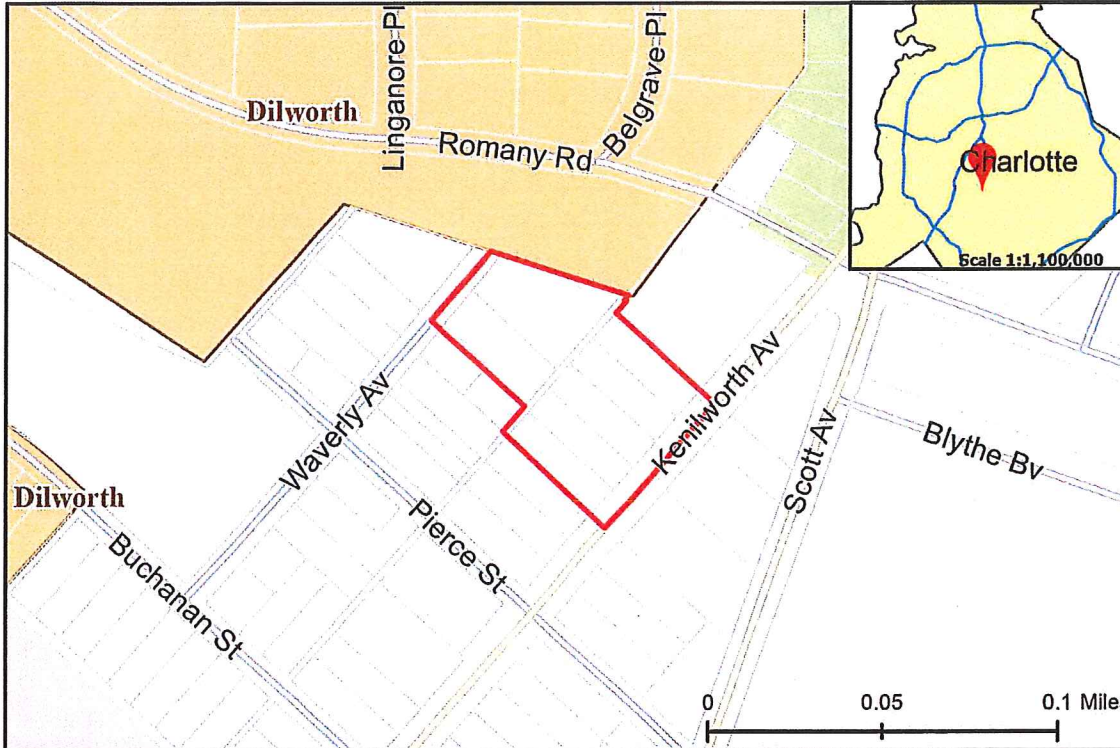 Linganore Pl
Belgrave Pl
Dilworth
Romany Rd
Charlotte
Scale 1:1,100,000
Waverly Av
Kenilworth Av
Scott Av
Blythe Bv
Dilworth
Pierce St
Buchanan St
0 0.05 0.1 Mile